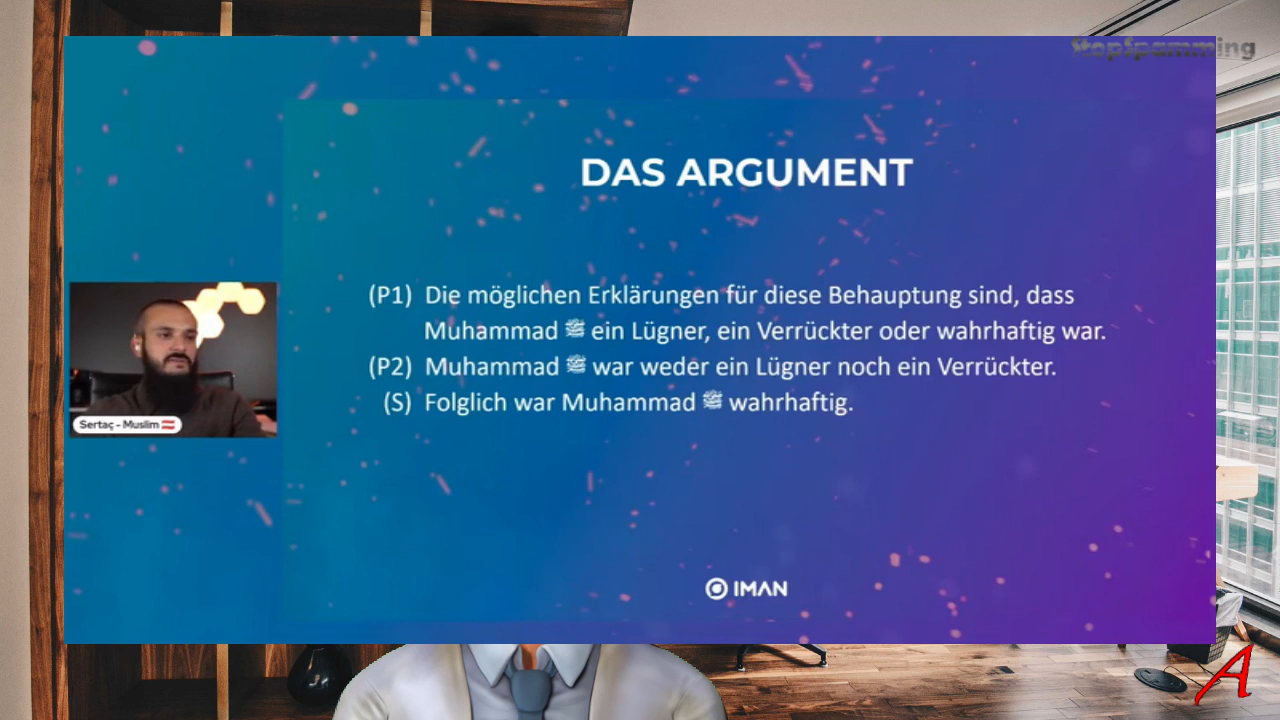 StopSpamming
DAS ARGUMENT
(P1) Die möglichen Erklärungen für diese Behauptung sind, dass
Muhammad ﷺ ein Lügner, ein Verrückter oder wahrhaftig war.
(P2) Muhammad ﷺ war weder ein Lügner noch ein Verrückter.
(S) Folglich war Muhammad ﷺ wahrhaftig.
Sertaç - Muslim 🇦🇹
IMAN
A